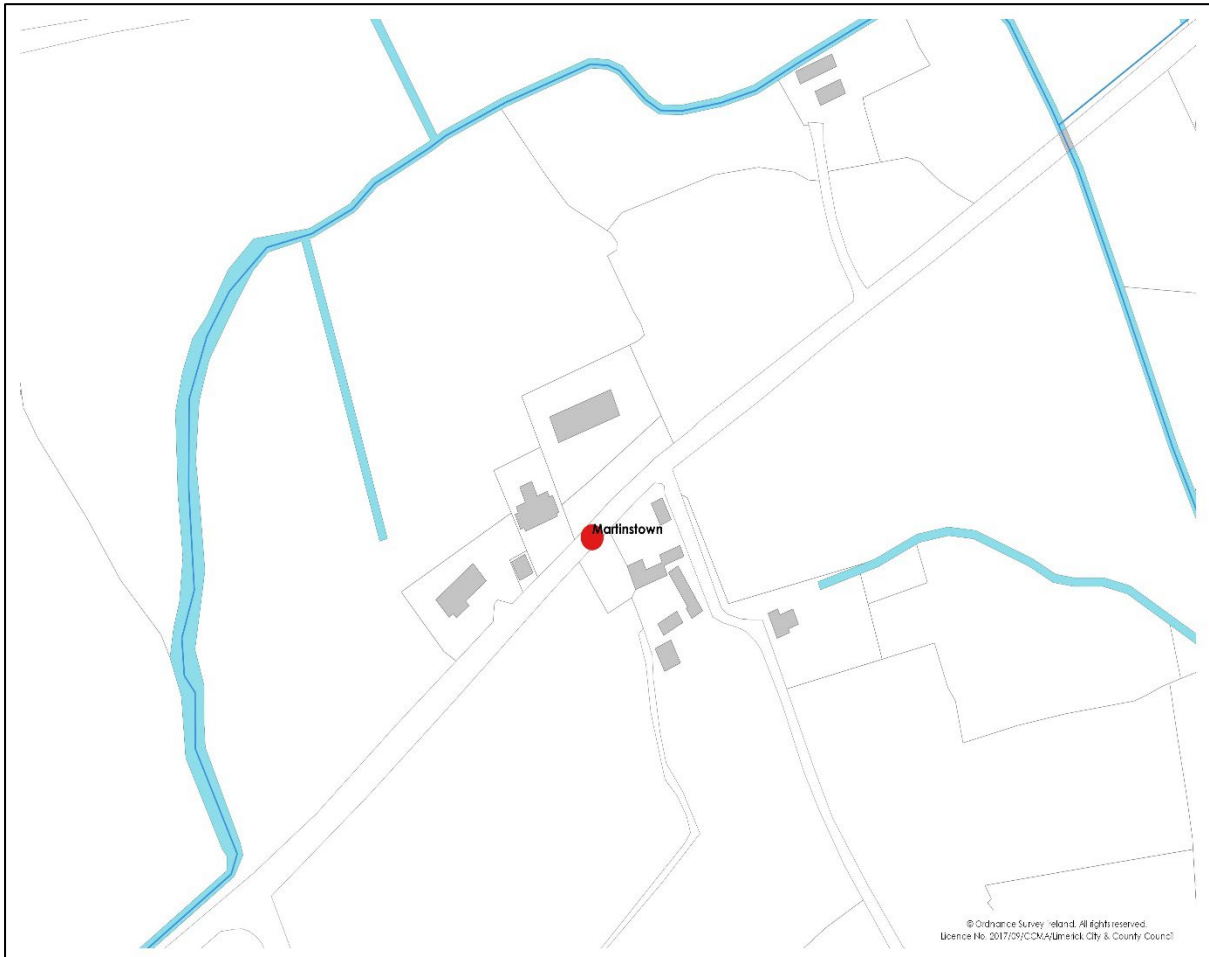 Martinstown
© Ordnance Survey Ireland. All rights reserved.
Licence No. 2017/09/CCMA/Limerick City & County Council